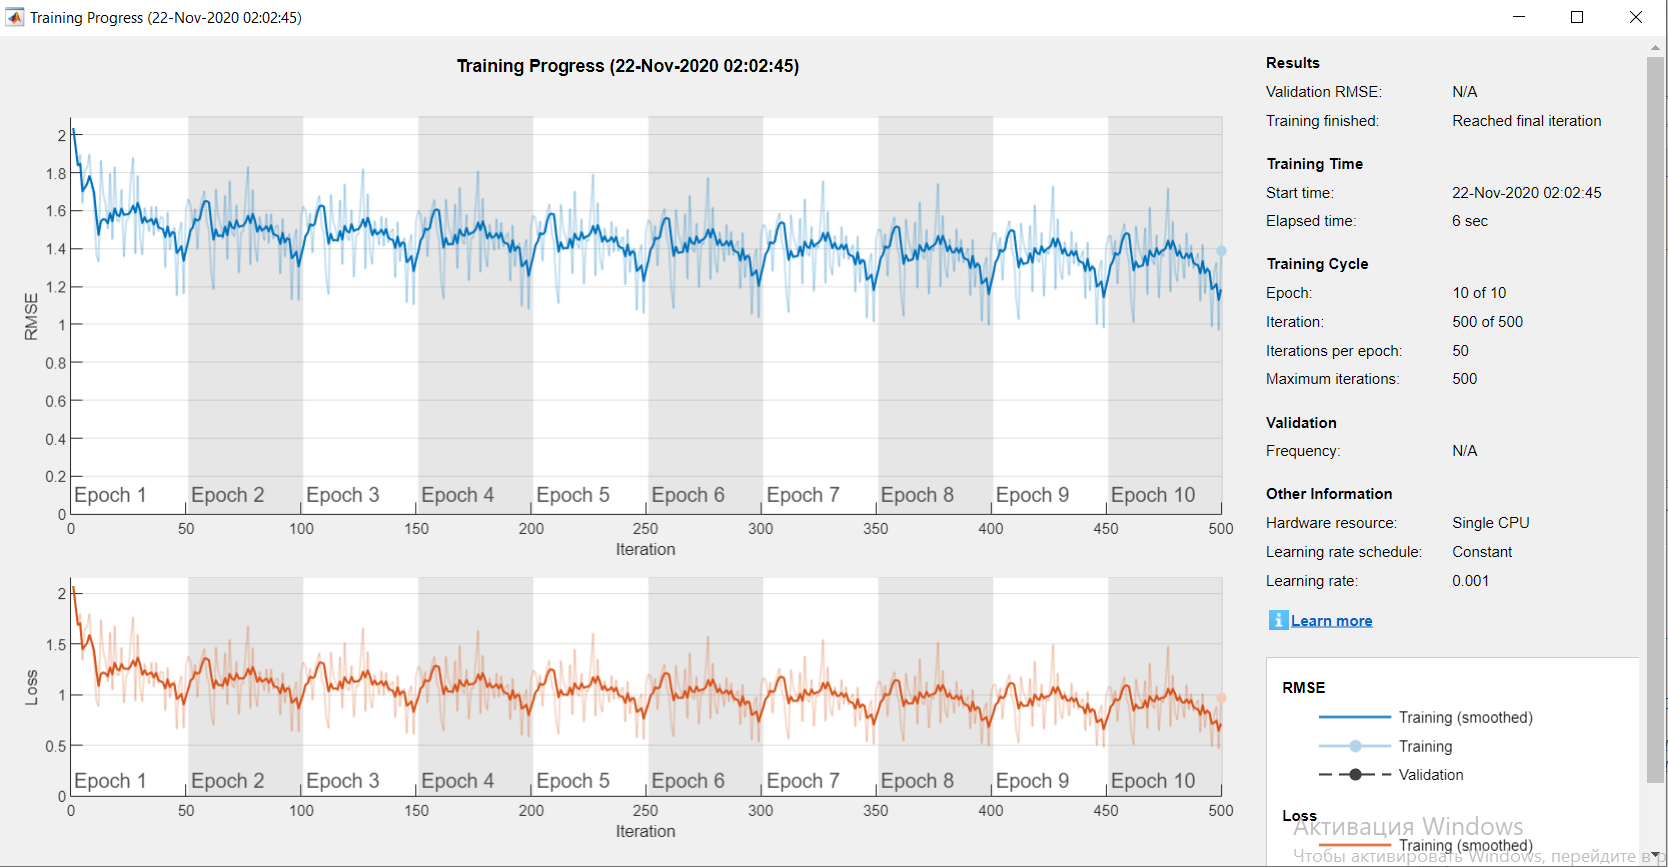 Training Progress (22-Nov-2020 02:02:45)
Training Progress (22-Nov-2020 02:02:45)
RMSE
2
1.8
1.6
1.4
1.2
1
0.8
0.6
0.4
0.2
0
Epoch 1 Epoch 2 Epoch 3 Epoch 4 Epoch 5 Epoch 6 Epoch 7 Epoch 8 Epoch 9 Epoch 10
0 50 100 150 200 250 300 350 400 450 500
Iteration
Loss
2
1.5
1
0.5
0
Epoch 1 Epoch 2 Epoch 3 Epoch 4 Epoch 5 Epoch 6 Epoch 7 Epoch 8 Epoch 9 Epoch 10
0 50 100 150 200 250 300 350 400 450 500
Iteration
Results
Validation RMSE: N/A
Training finished: Reached final iteration
Training Time
Start time: 22-Nov-2020 02:02:45
Elapsed time: 6 sec
Training Cycle
Epoch: 10 of 10
Iteration: 500 of 500
Iterations per epoch: 50
Maximum iterations: 500
Validation
Frequency: N/A
Other Information
Hardware resource: Single CPU
Learning rate schedule: Constant
Learning rate: 0.001
i Learn more
RMSE
Training (smoothed)
Training
Validation
Loss
Training (smoothed)
Активация Windows
Чтобы активировать Windows, перейдите в р